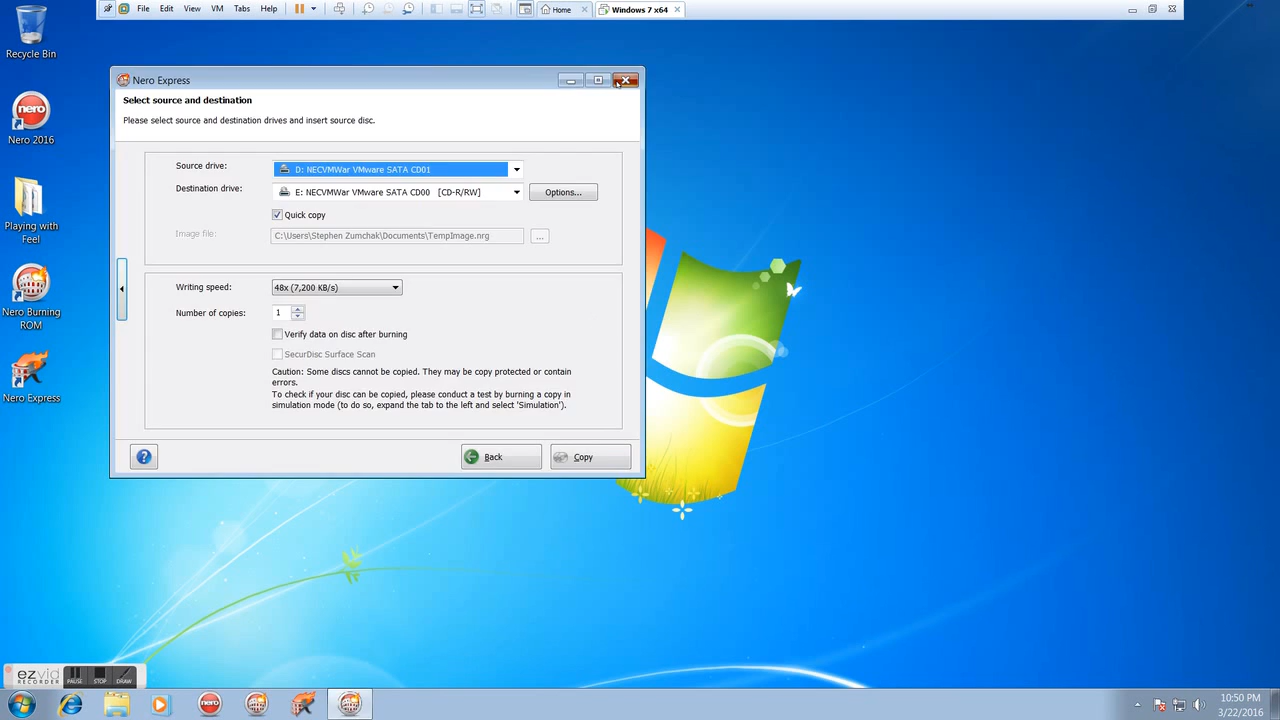 File Edit View VM Tabs Help
Home
Windows 7 x64
Recycle Bin
nero
Nero 2016
Playing with
Feel
Nero Burning
ROM
Nero Express
Nero Express
Select source and destination
Please select source and destination drives and insert source disc.
Source drive:
D: NECVMWar VMware SATA CD01
Destination drive:
E: NECVMWar VMware SATA CD00 [CD-R/RW]
Options...
Quick copy
Image file:
C:\Users\Stephen Zumchak\Documents\TempImage.nrg
...
Writing speed:
48x (7,200 KB/s)
Number of copies:
1
Verify data on disc after burning
SecurDisc Surface Scan
Caution: Some discs cannot be copied. They may be copy protected or contain
errors.
To check if your disc can be copied, please conduct a test by burning a copy in
simulation mode (to do so, expand the tab to the left and select 'Simulation').
?
Back
Copy
ezvid
RECORDER
PAUSE
STOP
DRAW
nero
10:50 PM
3/22/2016